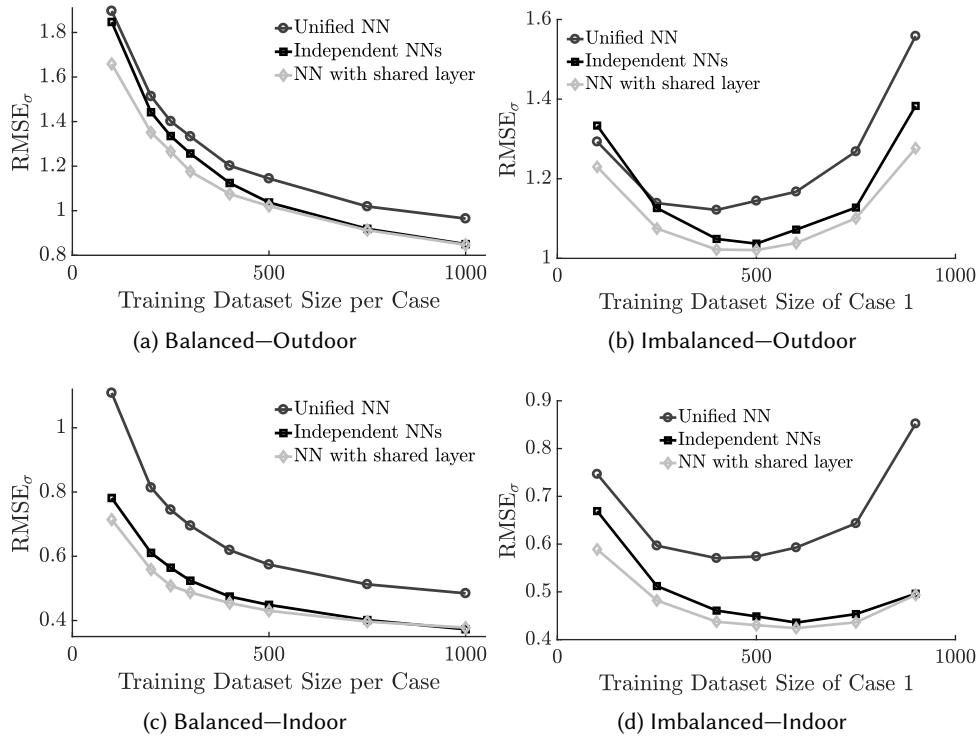 1.8
1.6
1.4
1.2
1
0.8
RMSEσ
Unified NN
Independent NNs
NN with shared layer
0
500
1000
Training Dataset Size per Case
(a) Balanced—Outdoor
1.6
1.4
1.2
1
RMSEσ
Unified NN
Independent NNs
NN with shared layer
0
500
1000
Training Dataset Size of Case 1
(b) Imbalanced—Outdoor
1
0.8
0.6
0.4
RMSEσ
Unified NN
Independent NNs
NN with shared layer
0
500
1000
Training Dataset Size per Case
(c) Balanced—Indoor
0.9
0.8
0.7
0.6
0.5
0.4
RMSEσ
Unified NN
Independent NNs
NN with shared layer
0
500
1000
Training Dataset Size of Case 1
(d) Imbalanced—Indoor